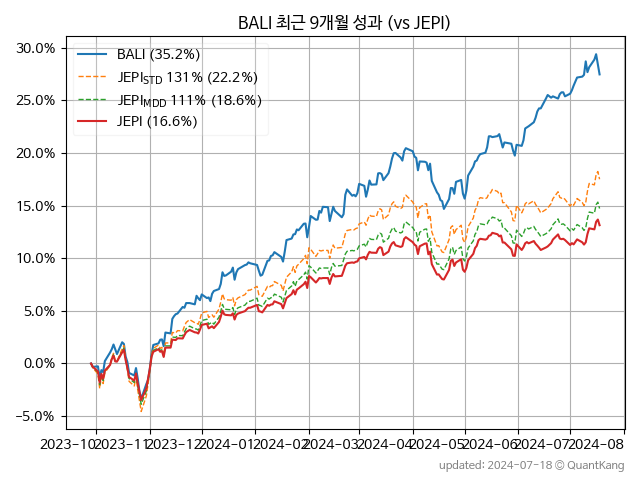 BALI 최근 9개월 성과 (vs JEPI)
30.0%
25.0%
20.0%
15.0%
10.0%
5.0%
0.0%
−5.0%
BALI (35.2%)
JEPISTD 131% (22.2%)
JEPIMDD 111% (18.6%)
JEPI (16.6%)
2023-10 2023-11 2023-12 2024-01 2024-02 2024-03 2024-04 2024-05 2024-06 2024-07 2024-08
updated: 2024-07-18 © QuantKang